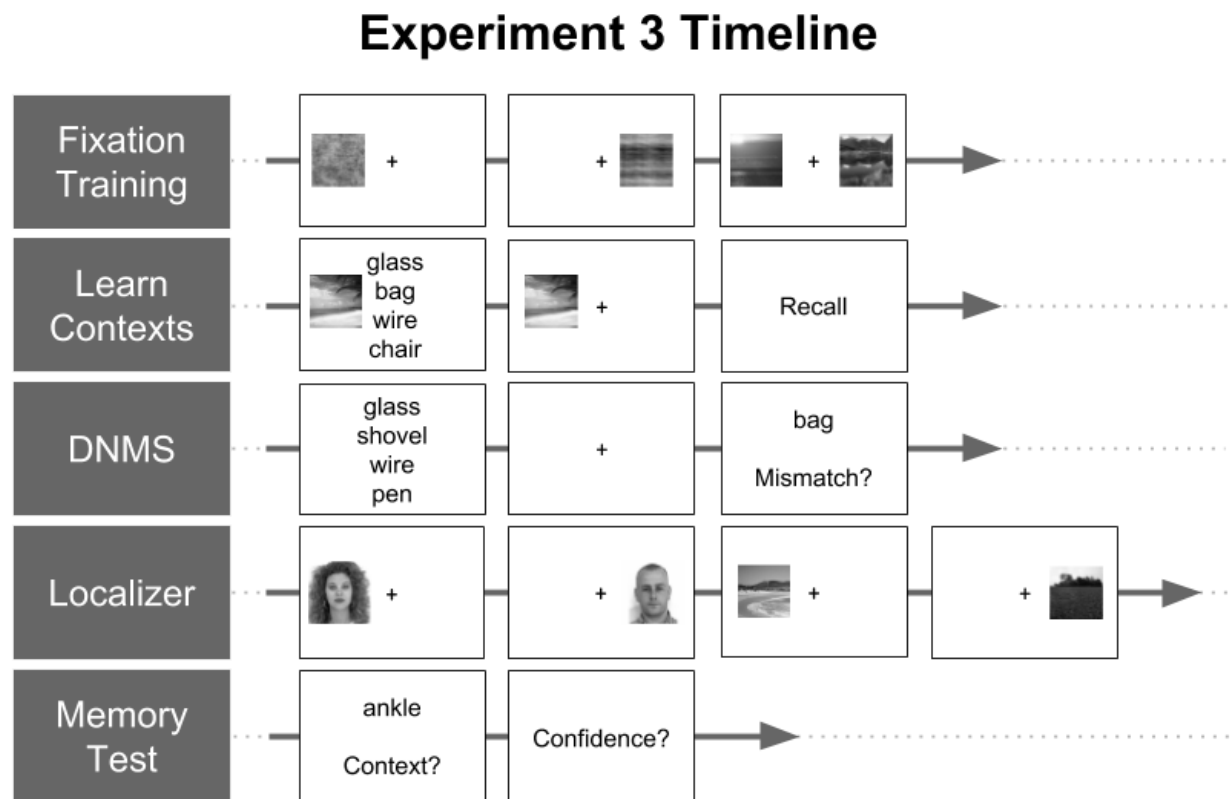 Experiment 3 Timeline
Fixation
Training
+
+
+
Learn
Contexts
glass
bag
wire
chair
+
Recall
DNMS
glass
shovel
wire
pen
+
bag
Mismatch?
Localizer
+
+
+
+
Memory
Test
ankle
Context?
Confidence?